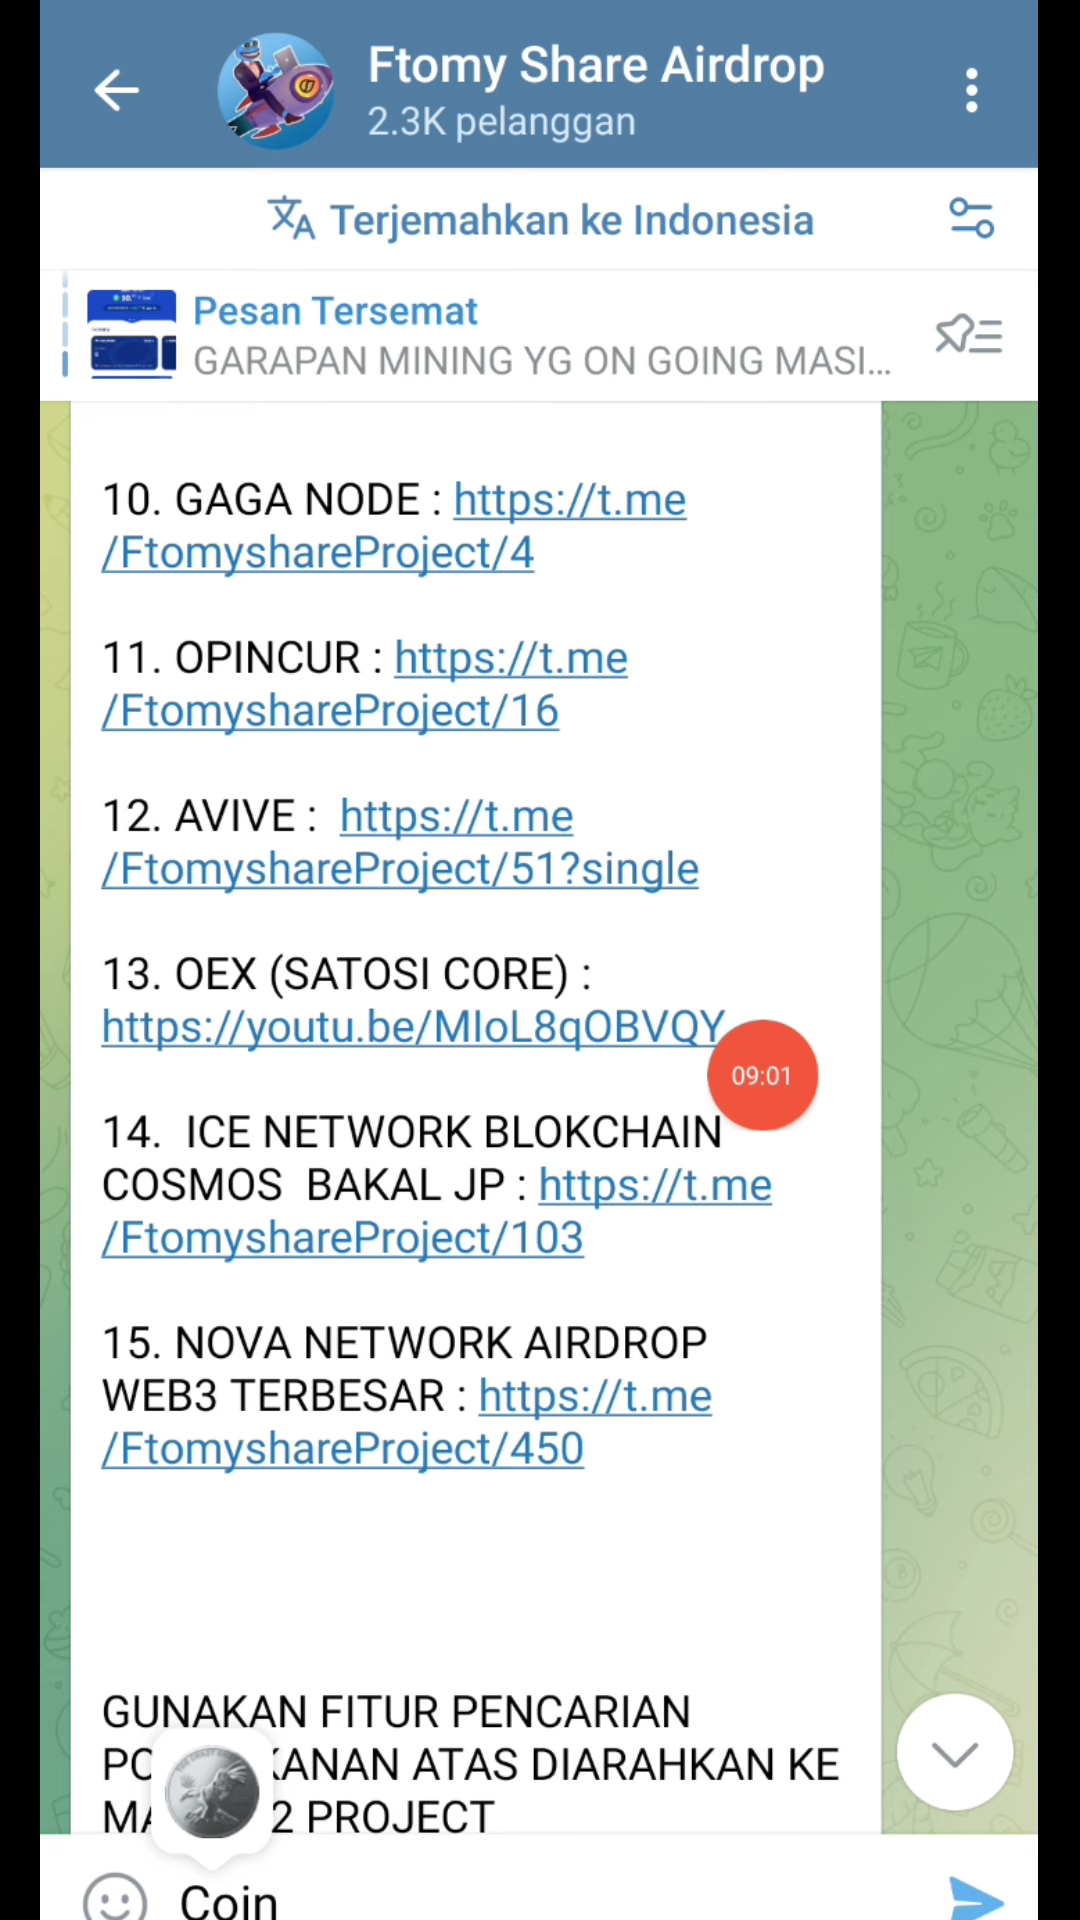 Ftomy Share Airdrop
2.3K pelanggan
Terjemahkan ke Indonesia
Pesan Tersemat
GARAPAN MINING YG ON GOING MASI...
10. GAGA NODE : https://t.me
/FtomyshareProject/4
11. OPINCUR : https://t.me
/FtomyshareProject/16
12. AVIVE :  https://t.me
/FtomyshareProject/51?single
13. OEX (SATOSI CORE) :
https://youtu.be/MIoL8qOBVQY
09:01
14.  ICE NETWORK BLOKCHAIN
COSMOS  BAKAL JP : https://t.me
/FtomyshareProject/103
15. NOVA NETWORK AIRDROP
WEB3 TERBESAR : https://t.me
/FtomyshareProject/450
GUNAKAN FITUR PENCARIAN
KANAN ATAS DIARAHKAN KE
2 PROJECT
Coin